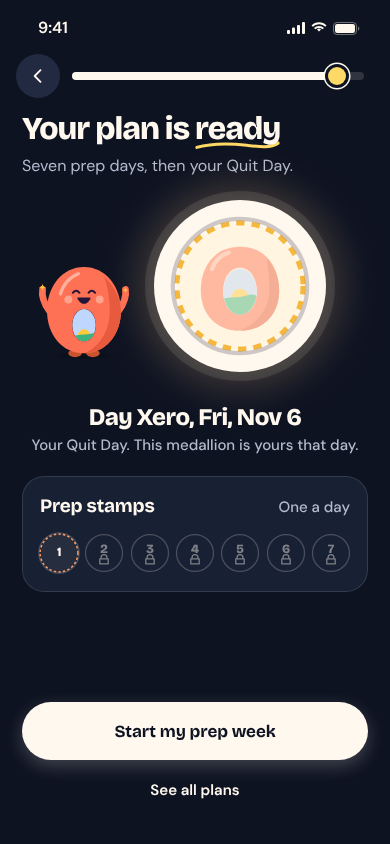 9:41
Your plan is ready
Seven prep days, then your Quit Day.
Day Xero, Fri, Nov 6
Your Quit Day. This medallion is yours that day.
Prep stamps
One a day
1 2 3 4 5 6 7
Start my prep week
See all plans